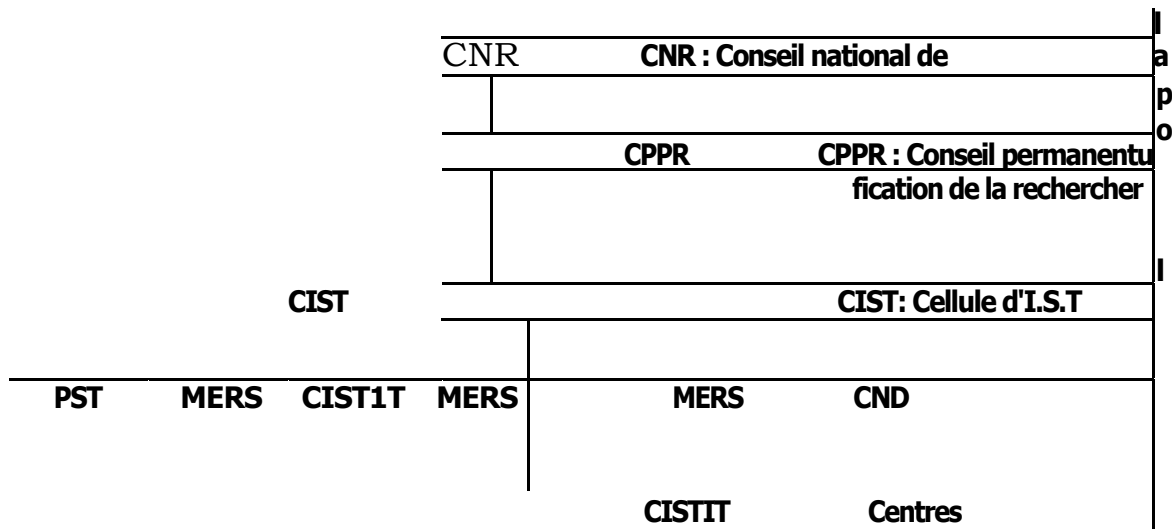 l
CNR CNR : Conseil national de a
p
o
CPPR CPPR : Conseil permanentu
fication de la rechercher
l
CIST CIST: Cellule d'I.S.T
PST MERS CIST1T MERS MERS CND
CISTIT Centres